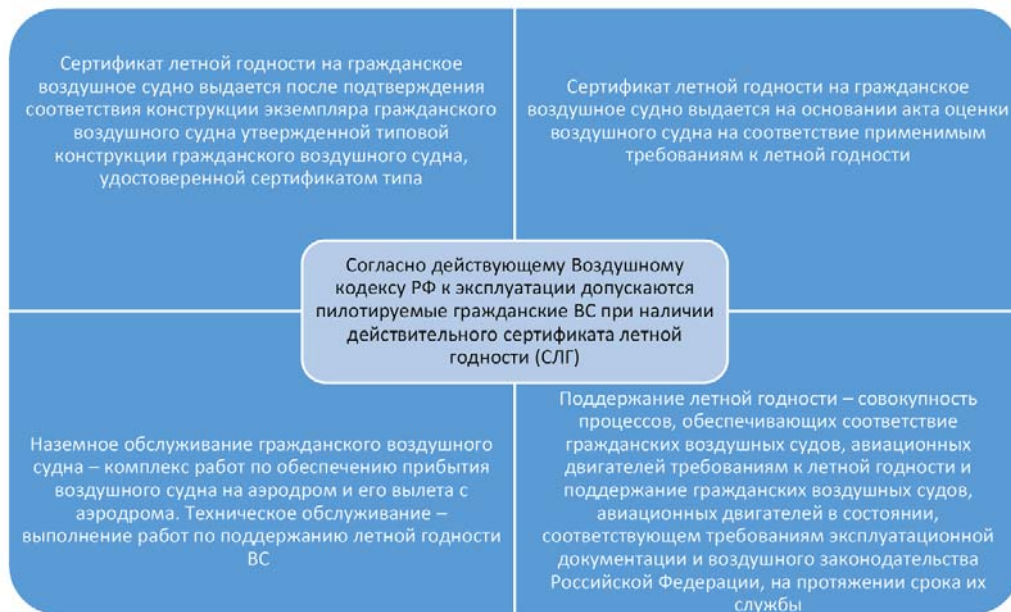 Сертификат летной годности на гражданское
воздушное судно выдается после подтверждения
соответствия конструкции экземпляра гражданского
воздушного судна утвержденной типовой
конструкции гражданского воздушного судна,
удостоверенной сертификатом типа
Сертификат летной годности на гражданское
воздушное судно выдается на основании акта оценки
воздушного судна на соответствие применимым
требованиям к летной годности
Согласно действующему Воздушному
кодексу РФ к эксплуатации допускаются
пилотируемые гражданские ВС при наличии
действительного сертификата летной
годности (СЛГ)
Наземное обслуживание гражданского воздушного
судна – комплекс работ по обеспечению прибытия
воздушного судна на аэродром и его вылета с
аэродрома. Техническое обслуживание –
выполнение работ по поддержанию летной годности
ВС
Поддержание летной годности – совокупность
процессов, обеспечивающих соответствие
гражданских воздушных судов, авиационных
двигателей требованиям к летной годности и
поддержание гражданских воздушных судов,
авиационных двигателей в состоянии,
соответствующем требованиям эксплуатационной
документации и воздушного законодательства
Российской Федерации, на протяжении срока их
службы